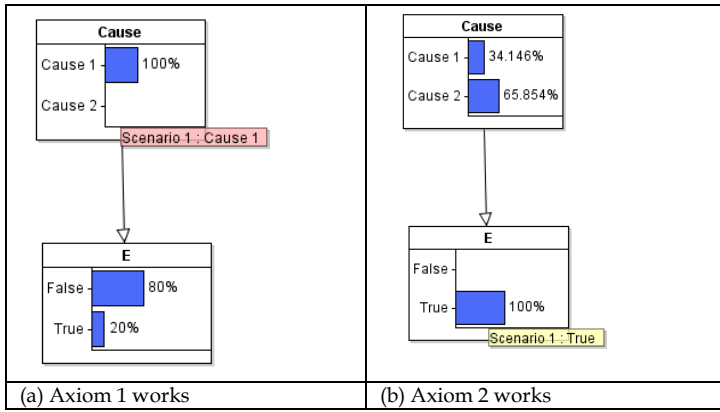 Cause
Cause 1
100%
Cause 2
Scenario 1 : Cause 1
E
False
80%
True
20%
(a) Axiom 1 works
Cause
Cause 1
34.146%
Cause 2
65.854%
E
False
True
100%
Scenario 1 : True
(b) Axiom 2 works